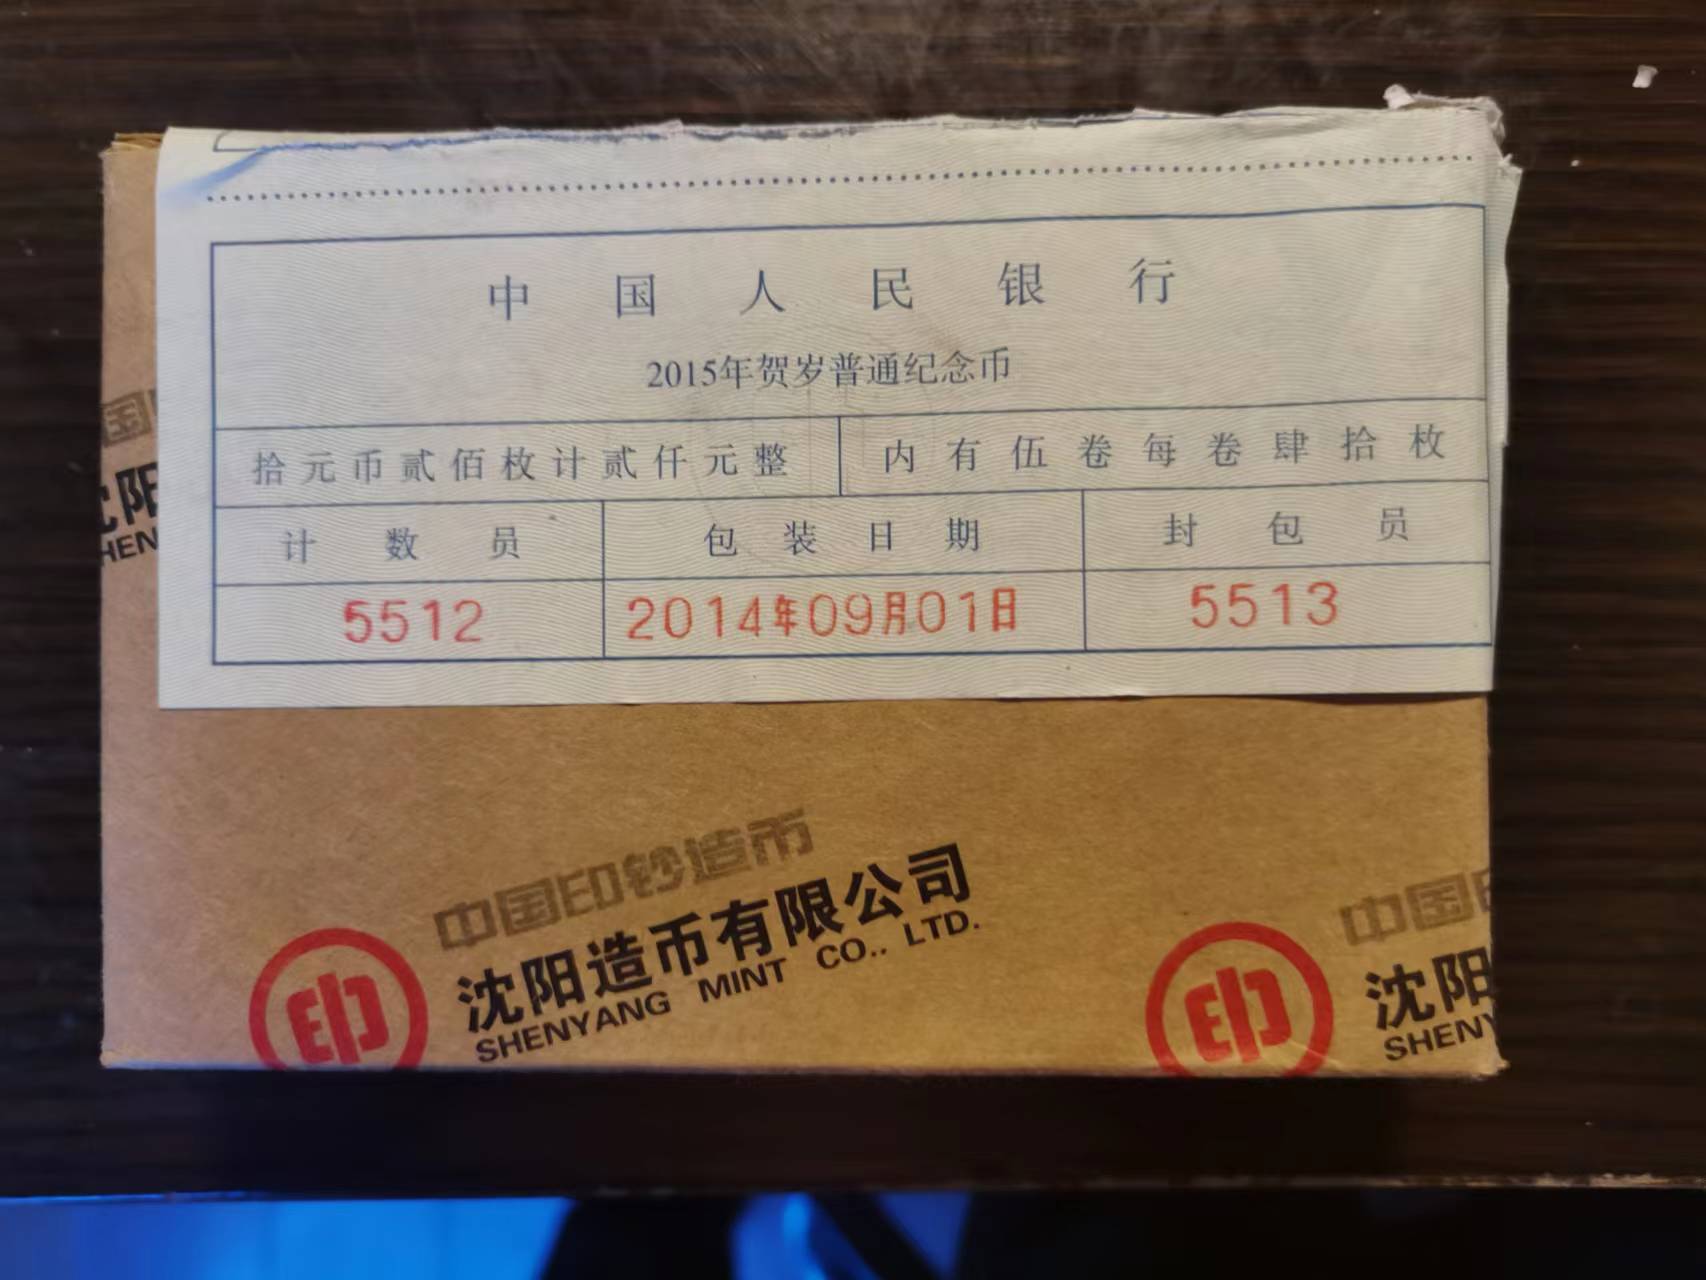 中国人民银行
2015年贺岁普通纪念币
拾元币贰佰枚计贰仟元整 内有伍卷每卷肆拾枚
计数员 包装日期 封包员
5512 2014年09月01日 5513
国
沈阳
SHEN
中国印钞造币
沈阳造币有限公司
SHENYANG MINT CO.. LTD.
印
中国印
沈阳
SHENY
印